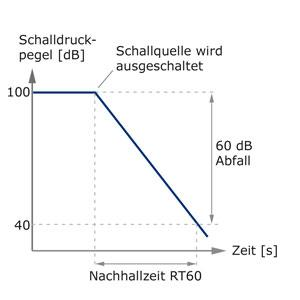 Schalldruck-
pegel [dB]
Schallquelle wird
ausgeschaltet
100
60 dB
Abfall
40
Zeit [s]
Nachhallzeit RT60